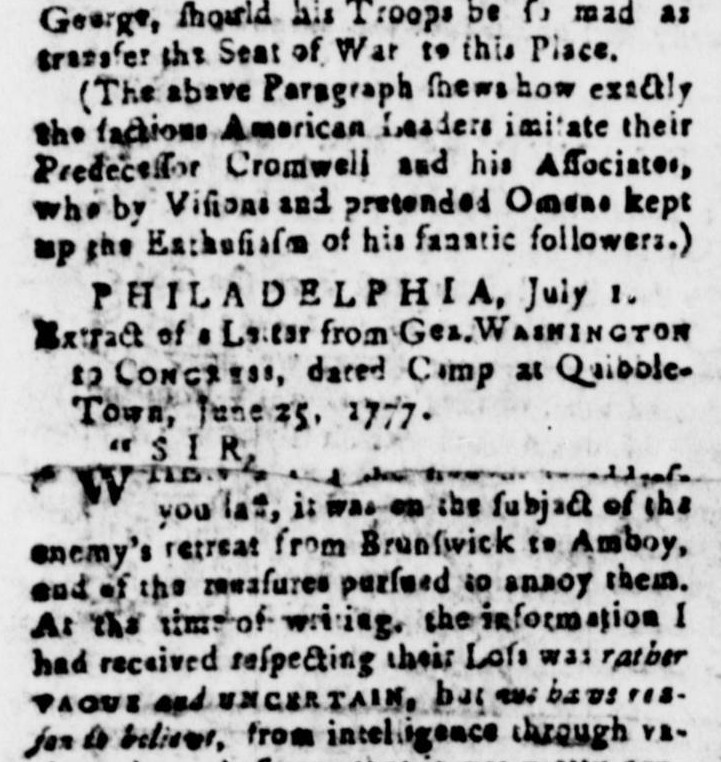 George, ſhould his Troops be ſo mad as
transfer the Seat of War to this Place.
(The above Paragraph ſhews how exactly
the factious American Leaders imitate their
Predeceſſor Cromwell and his Aſſociates,
who by Viſions and pretended Omens kept
up the Enthuſiaſm of his fanatic followers.)
PHILADELPHIA, July 1.
Extract of a Letter from Gen. WASHINGTON
to CONGRESS, dated Camp at Quibble-
Town, June 25, 1777.
“ S I R,
“ W
you laſt, it was on the ſubject of the
enemy's retreat from Brunſwick to Amboy,
and of the meaſures purſued to annoy them.
At the time of writing, the information I
had received reſpecting their Loſs was rather
VAGUE and UNCERTAIN, but we have rea-
ſon to believe, from intelligence through va-